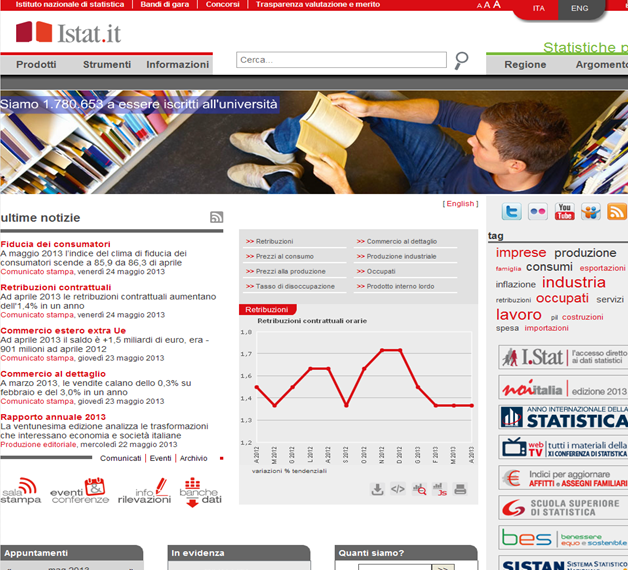 Istituto nazionale di statistica | Bandi di gara | Concorsi | Trasparenza valutazione e merito
A A A
ITA
ENG
Istat.it
Statistiche p
Prodotti
Strumenti
Informazioni
Cerca...
Regione
Argomento
Siamo 1.780.653 a essere iscritti all'università
[ English ]
ultime notizie
Fiducia dei consumatori
A maggio 2013 l'indice del clima di fiducia dei
consumatori scende a 85,9 da 86,3 di aprile
Comunicato stampa, venerdì 24 maggio 2013
Retribuzioni contrattuali
Ad aprile 2013 le retribuzioni contrattuali aumentano
dell'1,4% in un anno
Comunicato stampa, venerdì 24 maggio 2013
Commercio estero extra Ue
Ad aprile 2013 il saldo è +1,5 miliardi di euro, era -
901 milioni ad aprile 2012
Comunicato stampa, giovedì 23 maggio 2013
Commercio al dettaglio
A marzo 2013, le vendite calano dello 0,3% su
febbraio e del 3,0% in un anno
Comunicato stampa, giovedì 23 maggio 2013
Rapporto annuale 2013
La ventunesima edizione analizza le trasformazioni
che interessano economia e società italiane
Produzione editoriale, mercoledì 22 maggio 2013
Comunicati | Eventi | Archivio
sala stampa
eventi & conferenze
info rilevazioni
banche dati
>> Retribuzioni
>> Commercio al dettaglio
>> Prezzi al consumo
>> Produzione industriale
>> Prezzi alla produzione
>> Occupati
>> Tasso di disoccupazione
>> Prodotto interno lordo
Retribuzioni
Retribuzioni contrattuali orarie
1,8
1,7
1,5
1,4
1,3
1,2
A 2012
M 2012
G 2012
L 2012
A 2012
S 2012
O 2012
N 2012
D 2012
G 2013
F 2013
M 2013
A 2013
variazioni % tendenziali
Js
You Tube
tag
imprese produzione
famiglia consumi esportazioni
inflazione industria
retribuzioni occupati servizi
lavoro pil costruzioni
spesa importazioni
I.Stat | l'accesso diretto
ai dati statistici
noi italia | edizione 2013
ANNO INTERNAZIONALE DELLA
STATISTICA
web TV | tutti i materiali della
XI CONFERENZA DI STATISTICA
Indici per aggiornare
AFFITTI e ASSEGNI FAMILIARI
SCUOLA SUPERIORE
DI STATISTICA
bes | benessere
equo e sostenibile
SISTAN | SISTEMA STATISTICO
Appuntamenti
In evidenza
Quanti siamo?
mag 2013
>>